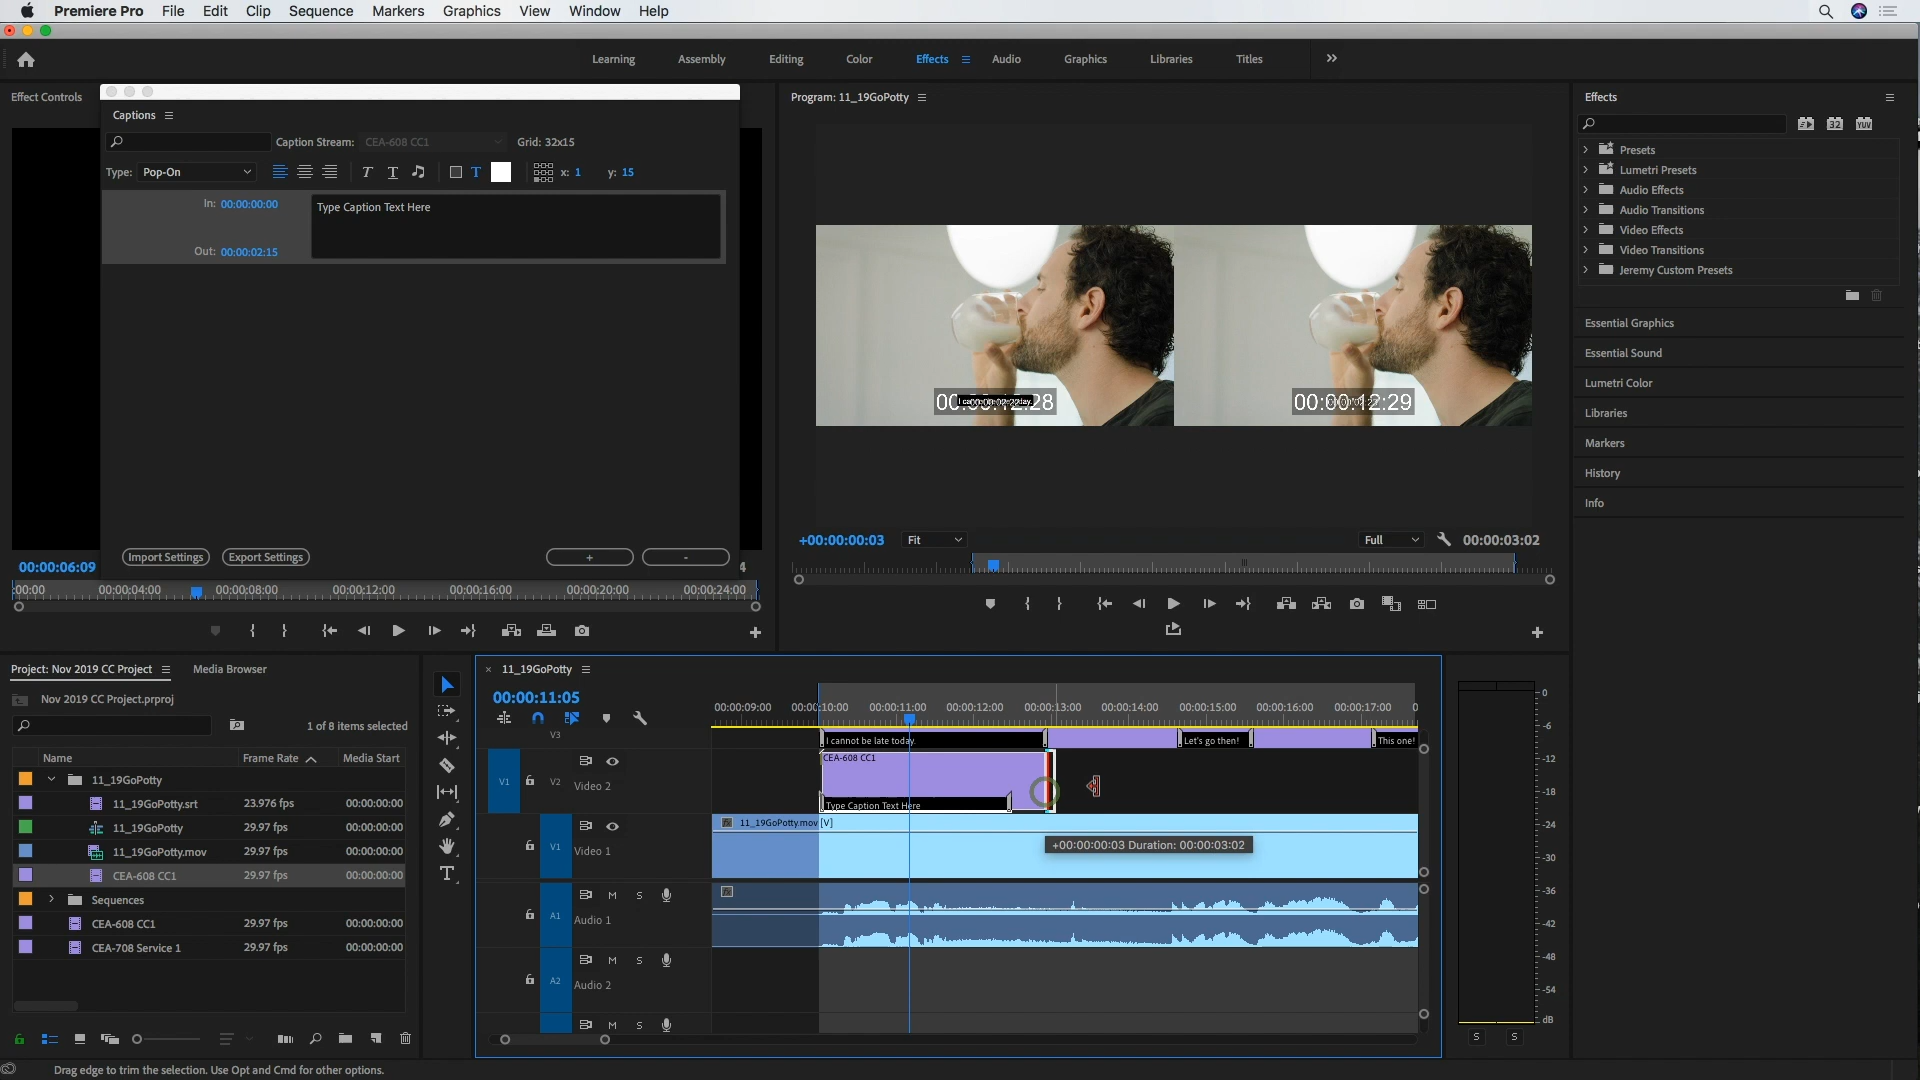 Premiere Pro File Edit Clip Sequence Markers Graphics View Window Help
Learning Assembly Editing Color Effects Audio Graphics Libraries Titles
Effect Controls
Captions
Caption Stream: CEA-608 CC1 Grid: 32x15
Type: Pop-On T T T x: 1 y: 15
In: 00:00:00:00
Type Caption Text Here
Out: 00:00:02:15
Import Settings Export Settings + -
00:00:06:09 4
:00:00 00:00:04:00 00:00:08:00 00:00:12:00 00:00:16:00 00:00:20:00 00:00:24:00
Program: 11_19GoPotty
00:00:12:28 00:00:12:29
I cannot be late today.
+00:00:00:03 Fit Full 00:00:03:02
Effects
32 YUV
Presets
Lumetri Presets
Audio Effects
Audio Transitions
Video Effects
Video Transitions
Jeremy Custom Presets
Essential Graphics
Essential Sound
Lumetri Color
Libraries
Markers
History
Info
Project: Nov 2019 CC Project Media Browser
Nov 2019 CC Project.prproj
1 of 8 items selected
Name Frame Rate Media Start
11_19GoPotty
11_19GoPotty.srt 23.976 fps 00:00:00:00
11_19GoPotty 29.97 fps 00:00:00:00
11_19GoPotty.mov 29.97 fps 00:00:00:00
CEA-608 CC1 29.97 fps 00:00:00:00
Sequences
CEA-608 CC1 29.97 fps 00:00:00:00
CEA-708 Service 1 29.97 fps 00:00:00:00
T
× 11_19GoPotty
00:00:11:05
00:00:09:00 00:00:10:00 00:00:11:00 00:00:12:00 00:00:13:00 00:00:14:00 00:00:15:00 00:00:16:00 00:00:17:00 0
V3
I cannot be late today. Let's go then! This one!
V1 V2 Video 2
CEA-608 CC1
Type Caption Text Here
11_19GoPotty.mov [V]
V1 Video 1
+00:00:00:03 Duration: 00:00:03:02
M S
A1 Audio 1
M S
A2 Audio 2
M S
0
-6
-12
-18
-24
-30
-36
-42
-48
-54
dB
S S
Drag edge to trim the selection. Use Opt and Cmd for other options.